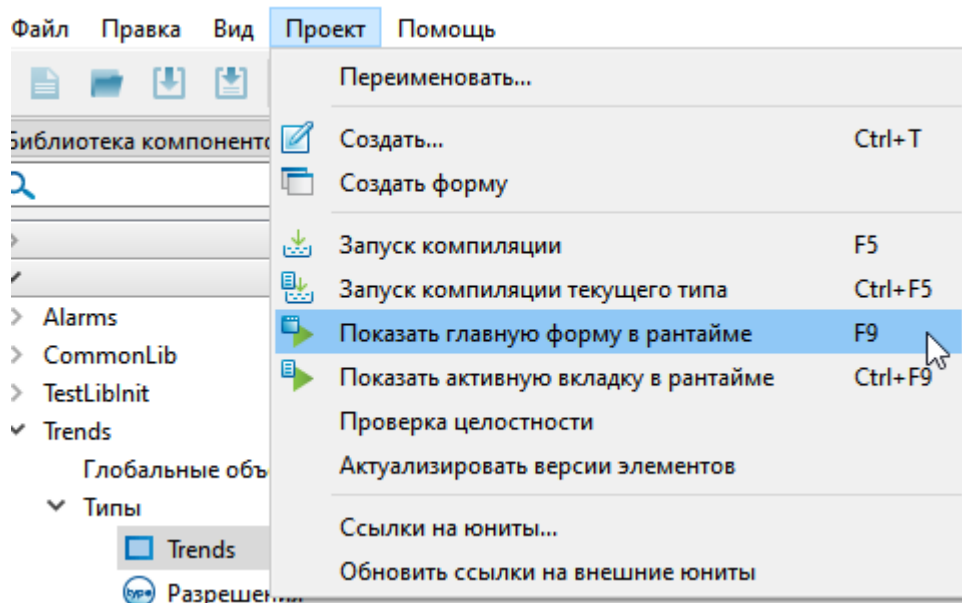 Файл Правка Вид Проект Помощь
Переименовать...
Библиотека компоненто
Создать... Ctrl+T
Создать форму
Запуск компиляции F5
Запуск компиляции текущего типа Ctrl+F5
Alarms
Показать главную форму в рантайме F9
CommonLib
Показать активную вкладку в рантайме Ctrl+F9
TestLibInit
Проверка целостности
Trends
Глобальные объ
Актуализировать версии элементов
Типы
Ссылки на юниты...
Trends
Обновить ссылки на внешние юниты
type
Разрешения